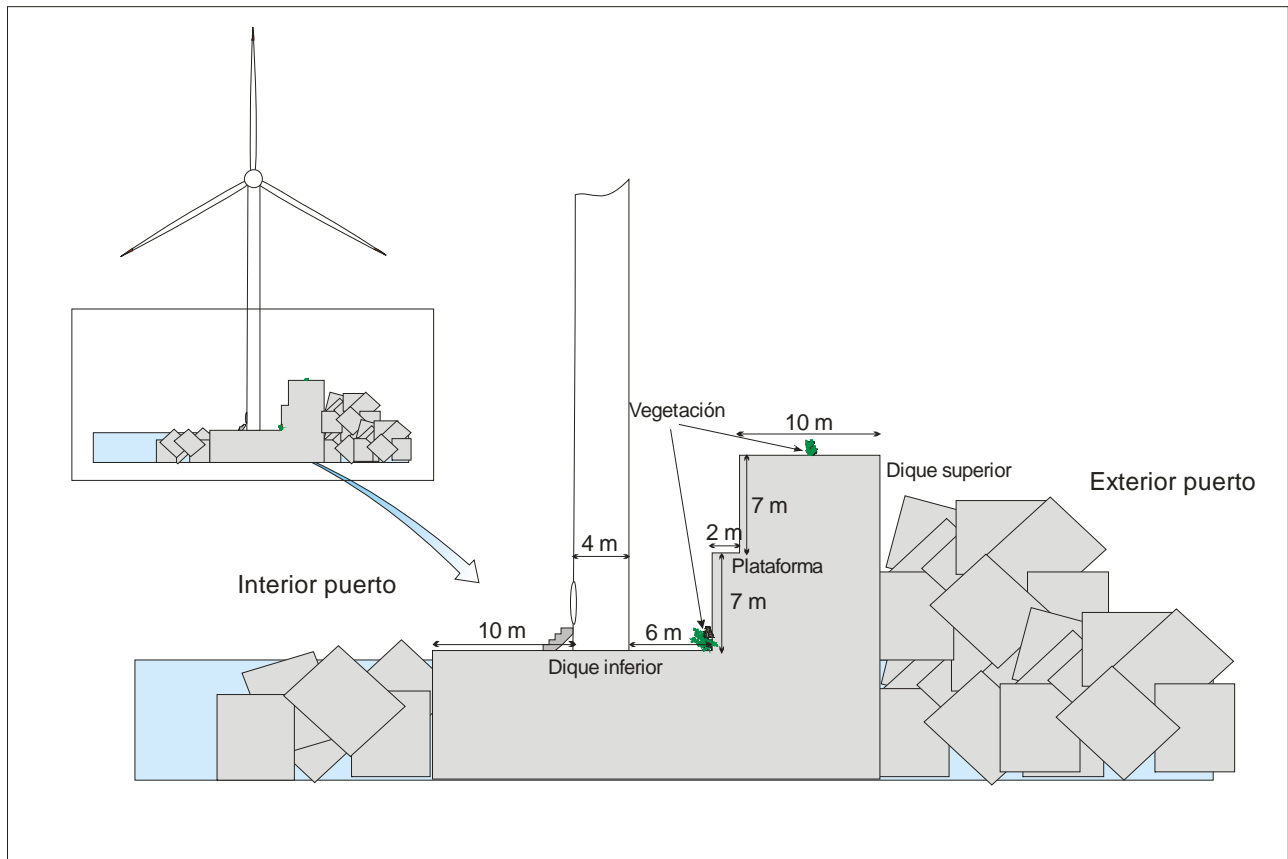 Vegetación
10 m
Dique superior
Exterior puerto
7 m
2 m
4 m
Plataforma
Interior puerto
7 m
10 m
6 m
Dique inferior